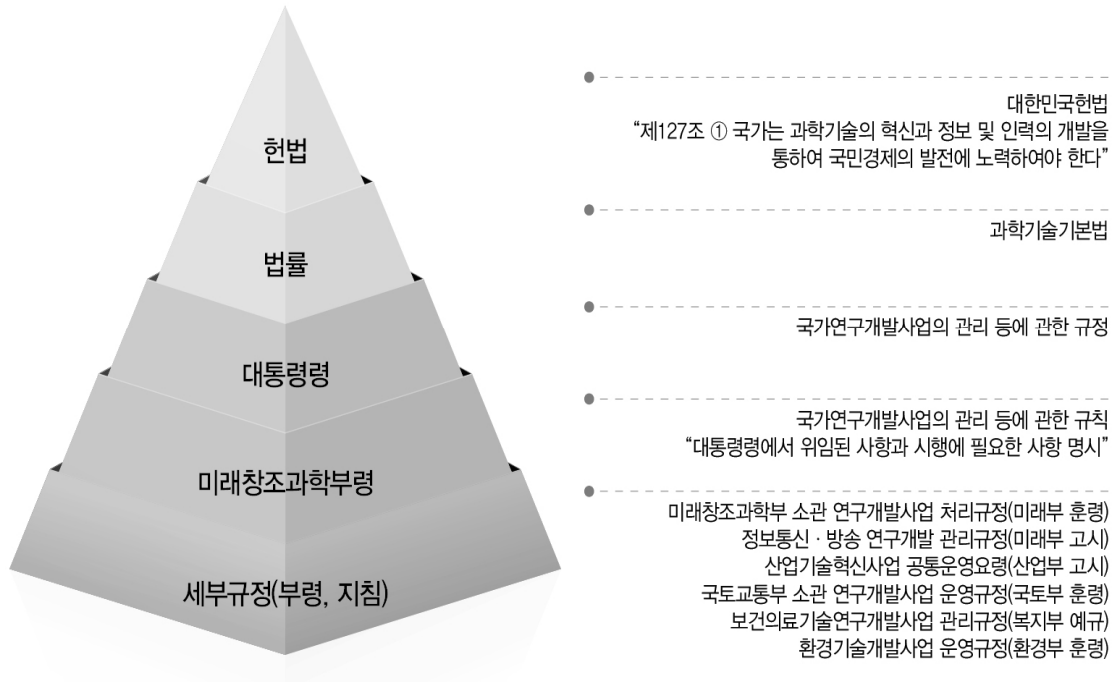 헌법
법률
대통령령
미래창조과학부령
세부규정(부령, 지침)
대한민국헌법
“제127조 ① 국가는 과학기술의 혁신과 정보 및 인력의 개발을
통하여 국민경제의 발전에 노력하여야 한다”
과학기술기본법
국가연구개발사업의 관리 등에 관한 규정
국가연구개발사업의 관리 등에 관한 규칙
“대통령령에서 위임된 사항과 시행에 필요한 사항 명시”
미래창조과학부 소관 연구개발사업 처리규정(미래부 훈령)
정보통신 · 방송 연구개발 관리규정(미래부 고시)
산업기술혁신사업 공통운영요령(산업부 고시)
국토교통부 소관 연구개발사업 운영규정(국토부 훈령)
보건의료기술연구개발사업 관리규정(복지부 예규)
환경기술개발사업 운영규정(환경부 훈령)